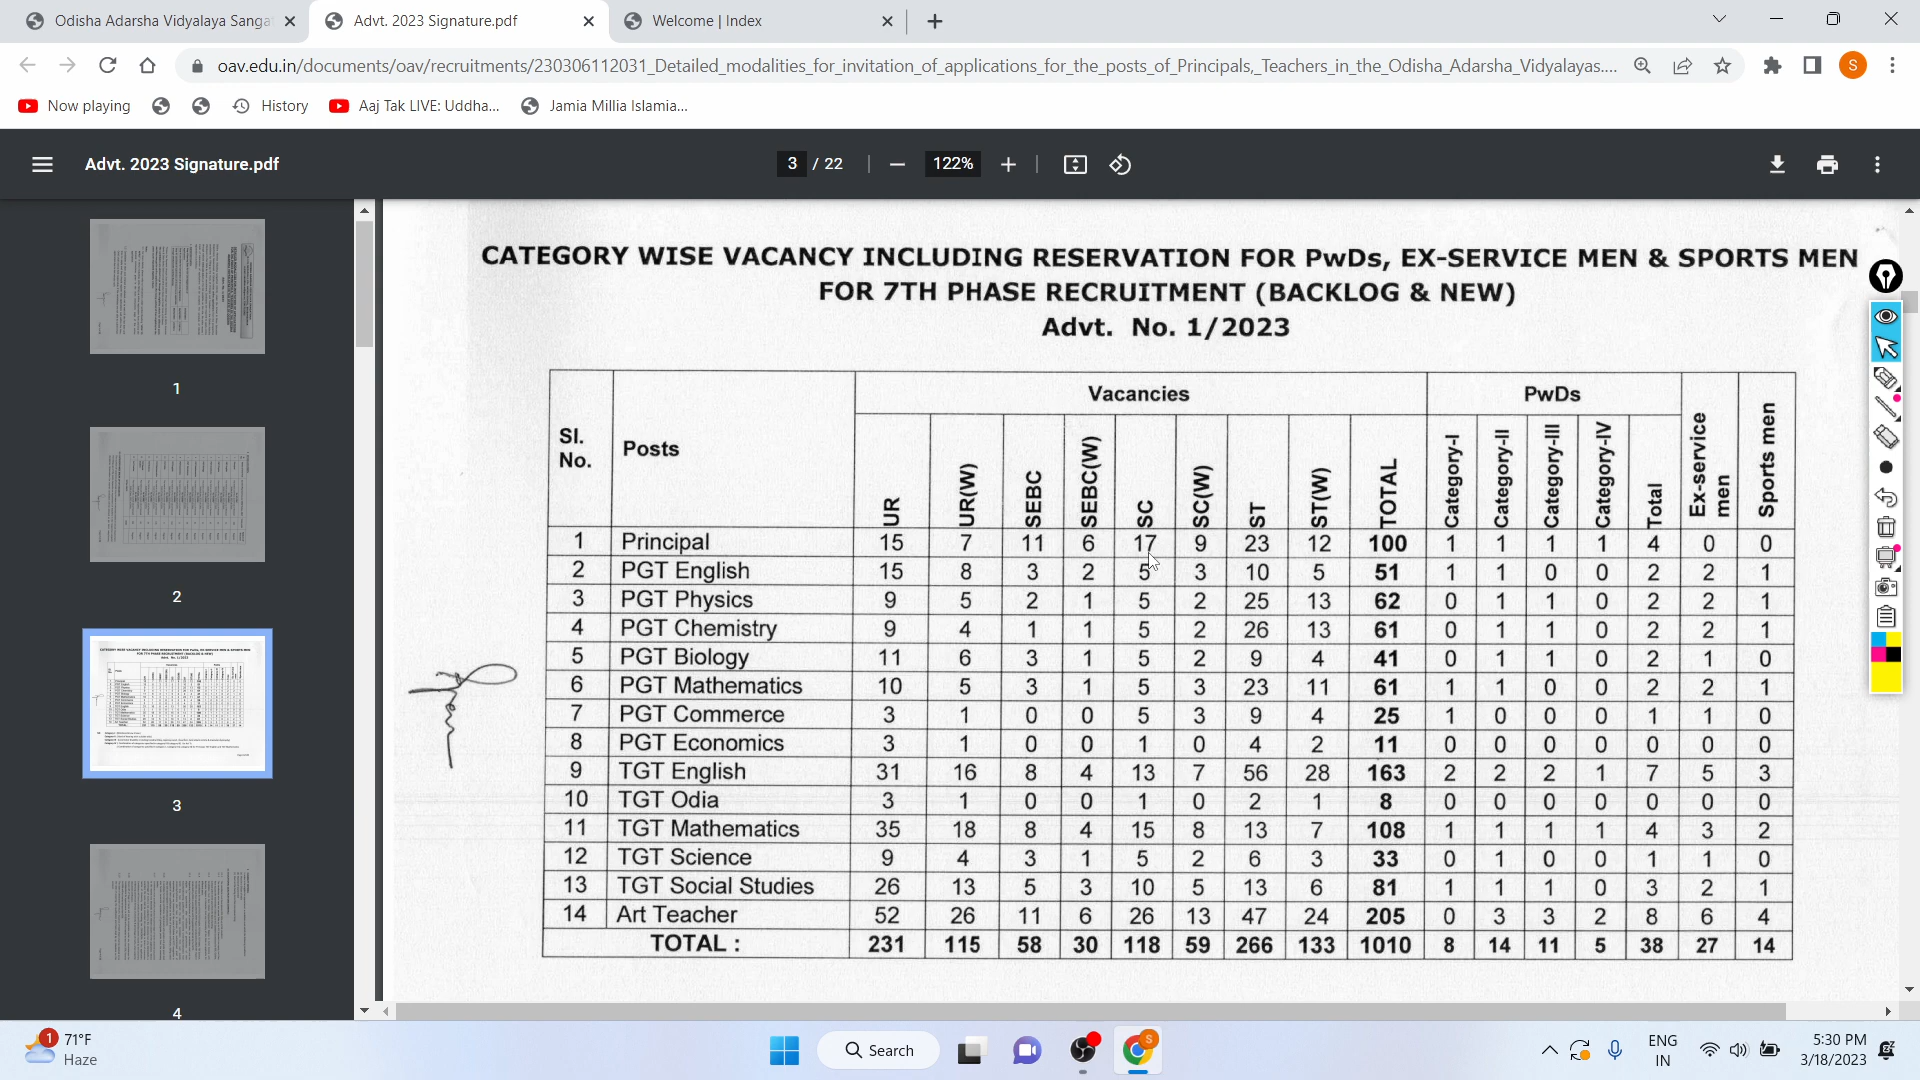 Odisha Adarsha Vidyalaya Sanga
Advt. 2023 Signature.pdf
Welcome | Index
oav.edu.in/documents/oav/recruitments/230306112031_Detailed_modalities_for_invitation_of_applications_for_the_posts_of_Principals,_Teachers_in_the_Odisha_Adarsha_Vidyalayas....
S
Now playing
History
Aaj Tak LIVE: Uddha...
Jamia Millia Islamia...
Advt. 2023 Signature.pdf
3 / 22
122%
1
2
3
4
CATEGORY WISE VACANCY INCLUDING RESERVATION FOR PwDs, EX-SERVICE MEN & SPORTS MEN
FOR 7TH PHASE RECRUITMENT (BACKLOG & NEW)
Advt. No. 1/2023
Sl. No. Posts Vacancies PwDs Ex-service men Sports men
UR UR(W) SEBC SEBC(W) SC SC(W) ST ST(W) TOTAL Category-I Category-II Category-III Category-IV Total
1 Principal 15 7 11 6 17 9 23 12 100 1 1 1 1 4 0 0
2 PGT English 15 8 3 2 5 3 10 5 51 1 1 0 0 2 2 1
3 PGT Physics 9 5 2 1 5 2 25 13 62 0 1 1 0 2 2 1
4 PGT Chemistry 9 4 1 1 5 2 26 13 61 0 1 1 0 2 2 1
5 PGT Biology 11 6 3 1 5 2 9 4 41 0 1 1 0 2 1 0
6 PGT Mathematics 10 5 3 1 5 3 23 11 61 1 1 0 0 2 2 1
7 PGT Commerce 3 1 0 0 5 3 9 4 25 1 0 0 0 1 1 0
8 PGT Economics 3 1 0 0 1 0 4 2 11 0 0 0 0 0 0 0
9 TGT English 31 16 8 4 13 7 56 28 163 2 2 2 1 7 5 3
10 TGT Odia 3 1 0 0 1 0 2 1 8 0 0 0 0 0 0 0
11 TGT Mathematics 35 18 8 4 15 8 13 7 108 1 1 1 1 4 3 2
12 TGT Science 9 4 3 1 5 2 6 3 33 0 1 0 0 1 1 0
13 TGT Social Studies 26 13 5 3 10 5 13 6 81 1 1 1 0 3 2 1
14 Art Teacher 52 26 11 6 26 13 47 24 205 0 3 3 2 8 6 4
TOTAL : 231 115 58 30 118 59 266 133 1010 8 14 11 5 38 27 14
1
71°F
Haze
Search
S
ENG
IN
5:30 PM
3/18/2023